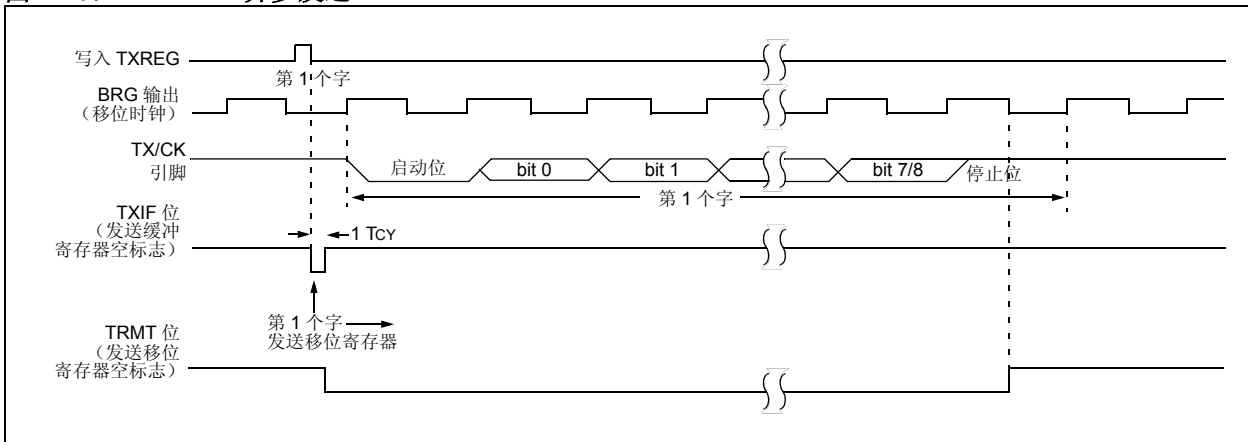 写入 TXREG
第 1 个字
BRG 输出
（移位时钟）
TX/CK
引脚
启动位
bit 0
bit 1
bit 7/8
停止位
第 1 个字
TXIF 位
（发送缓冲
寄存器空标志）
1 TCY
第 1 个字
发送移位寄存器
TRMT 位
（发送移位
寄存器空标志）